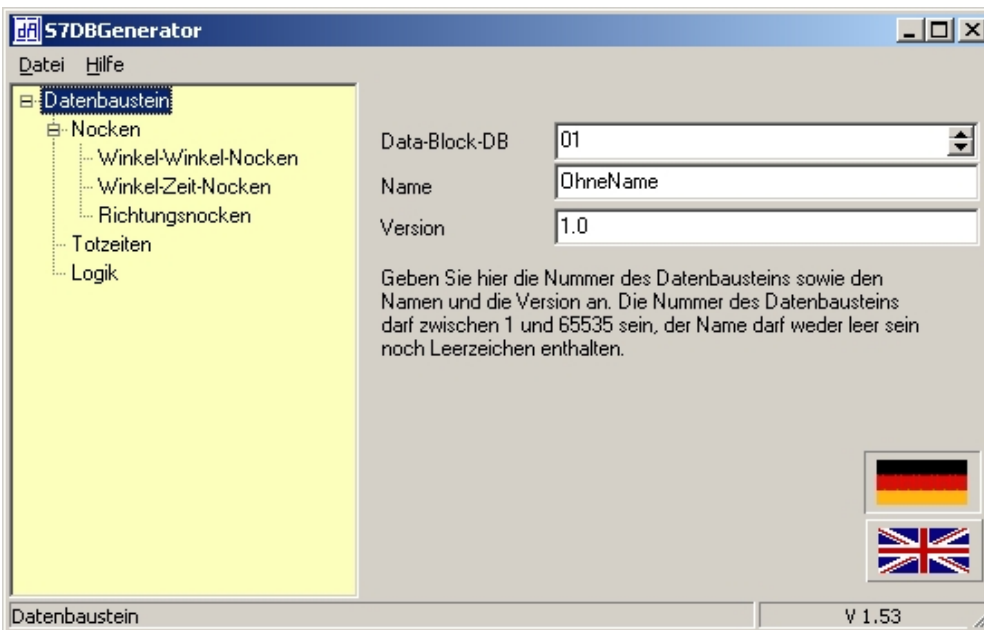 dA S7DBGenerator
Datei Hilfe
Datenbaustein
Nocken
Winkel-Winkel-Nocken
Winkel-Zeit-Nocken
Richtungsnocken
Totzeiten
Logik
Data-Block-DB 01
Name OhneName
Version 1.0
Geben Sie hier die Nummer des Datenbausteins sowie den
Namen und die Version an. Die Nummer des Datenbausteins
darf zwischen 1 und 65535 sein, der Name darf weder leer sein
noch Leerzeichen enthalten.
Datenbaustein V 1.53